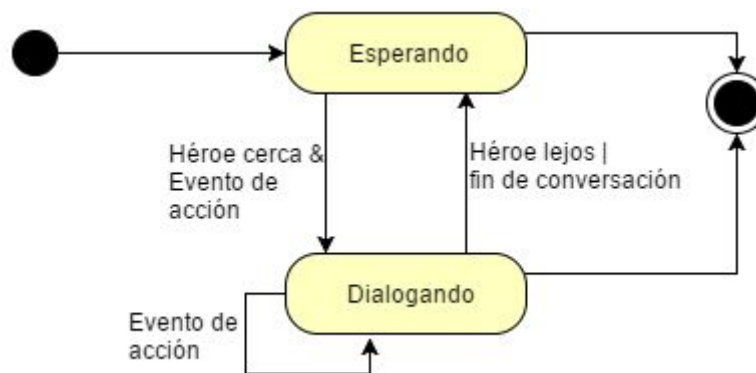 Esperando
Héroe cerca &
Evento de
acción
Héroe lejos |
fin de conversación
Dialogando
Evento de
acción